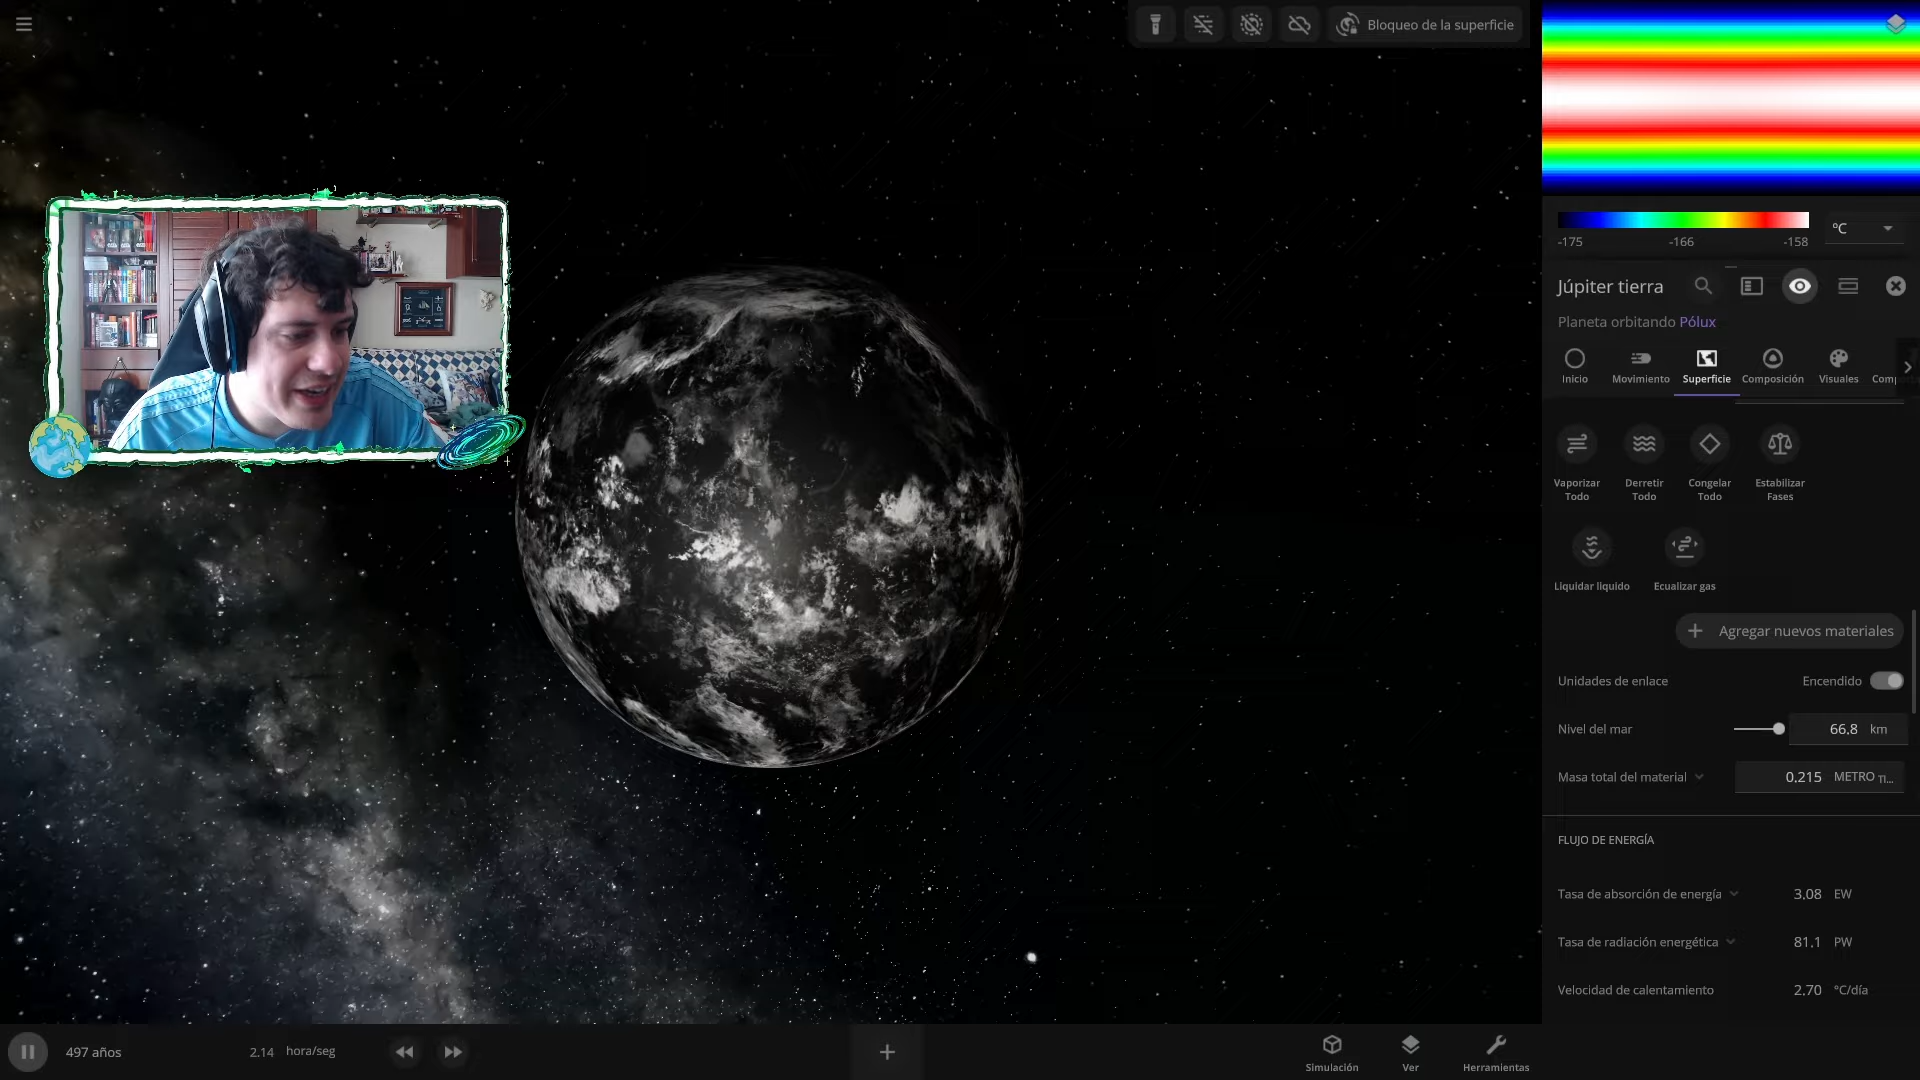 Bloqueo de la superficie
-175 -166 -158 °C
Júpiter tierra
Planeta orbitando Pólux
Inicio Movimiento Superficie Composición Visuales
Vaporizar Todo
Derretir Todo
Congelar Todo
Estabilizar Fases
Liquidar liquido
Ecualizar gas
Agregar nuevos materiales
Unidades de enlace Encendido
Nivel del mar 66,8 km
Masa total del material 0,215 METRO TI...
FLUJO DE ENERGÍA
Tasa de absorción de energía 3,08 EW
Tasa de radiación energética 81,1 PW
Velocidad de calentamiento 2,70 °C/día
497 años 2.14 hora/seg
Simulación Ver Herramientas